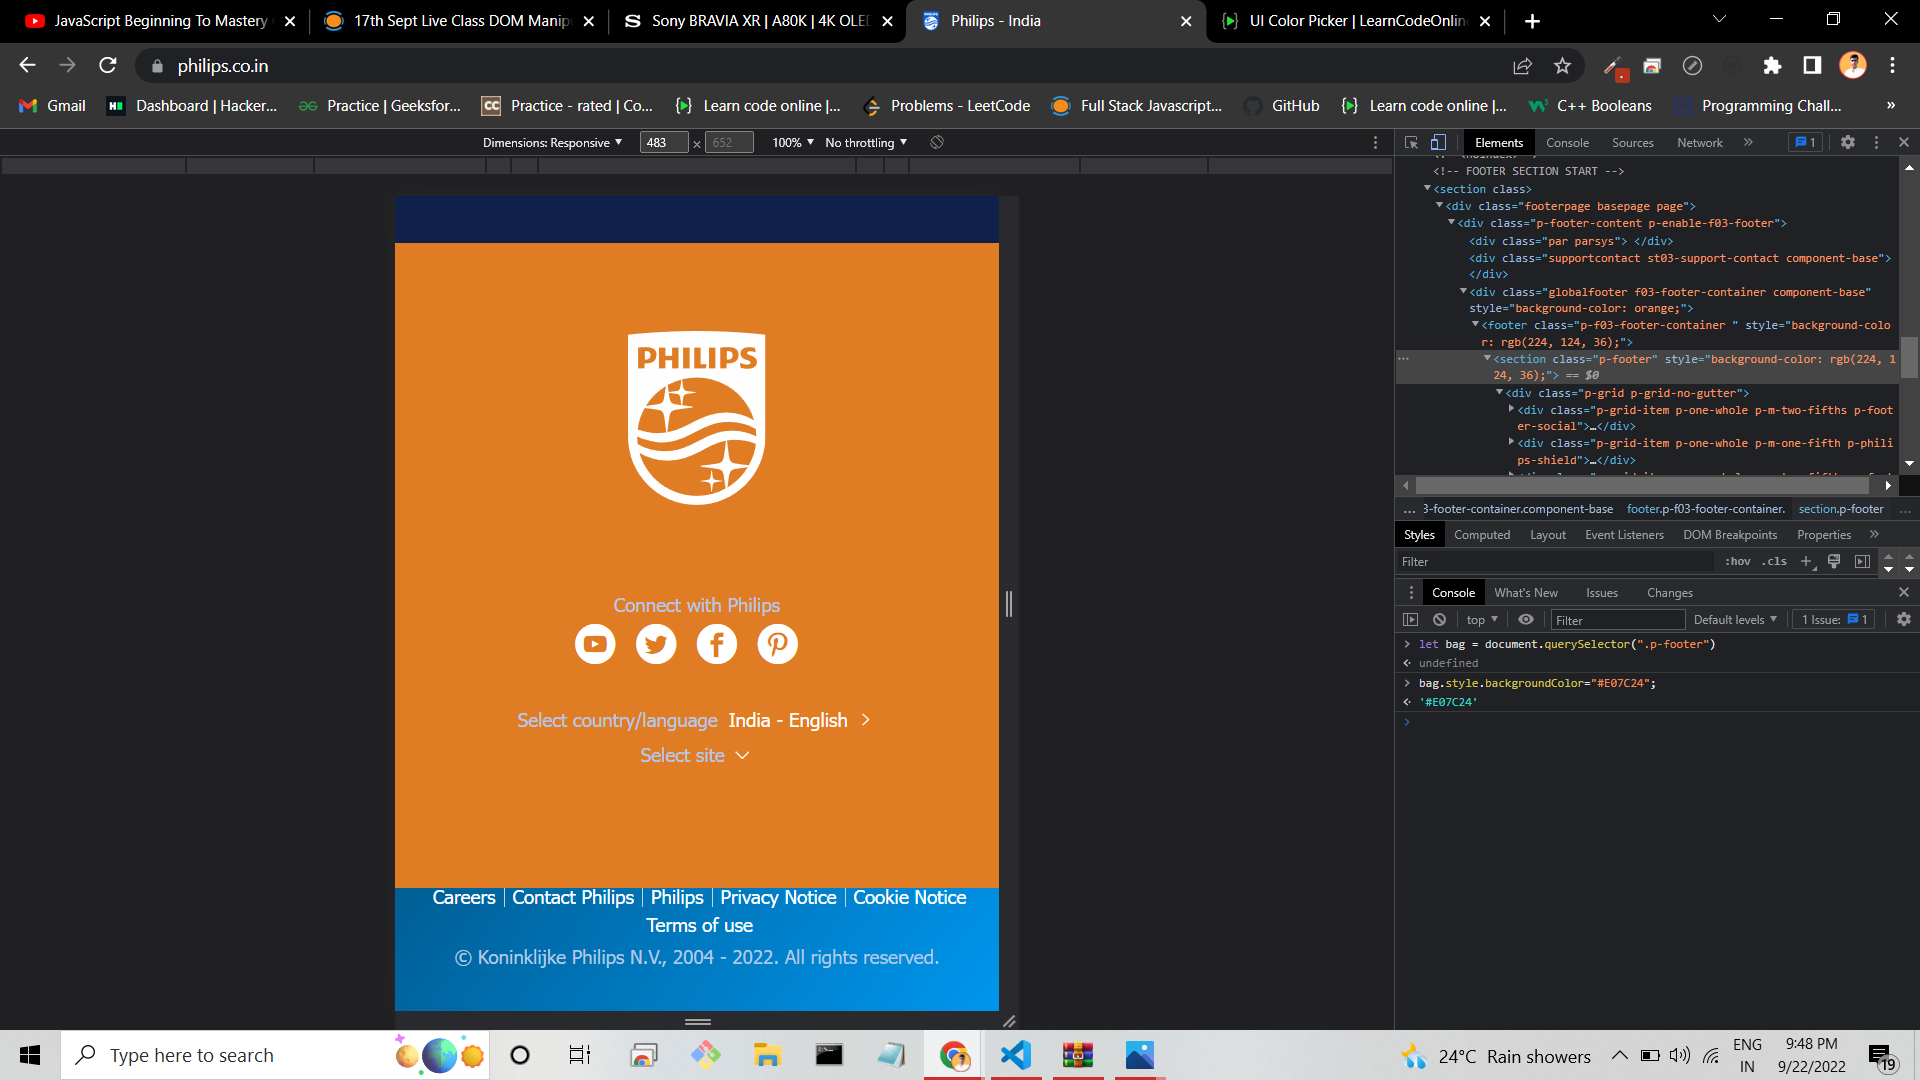 JavaScript Beginning To Mastery
17th Sept Live Class DOM Manip
Sony BRAVIA XR | A80K | 4K OLED
Philips - India
UI Color Picker | LearnCodeOnlin
philips.co.in
Gmail
Dashboard | Hacker...
Practice | Geeksfor...
Practice - rated | Co...
Learn code online |...
Problems - LeetCode
Full Stack Javascript...
GitHub
Learn code online |...
C++ Booleans
Programming Chall...
»
Dimensions: Responsive
483 × 652
100%
No throttling
Elements
Console
Sources
Network
»
1
<!-- FOOTER SECTION START -->
<section class>
<div class="footerpage basepage page">
<div class="p-footer-content p-enable-f03-footer">
<div class="par parsys"> </div>
<div class="supportcontact st03-support-contact component-base">
</div>
<div class="globalfooter f03-footer-container component-base"
style="background-color: orange;">
<footer class="p-f03-footer-container " style="background-colo
r: rgb(224, 124, 36);">
<section class="p-footer" style="background-color: rgb(224, 1
24, 36);"> == $0
<div class="p-grid p-grid-no-gutter">
<div class="p-grid-item p-one-whole p-m-two-fifths p-foot
er-social">…</div>
<div class="p-grid-item p-one-whole p-m-one-fifth p-phili
ps-shield">…</div>
... 3-footer-container.component-base footer.p-f03-footer-container. section.p-footer ...
Styles
Computed
Layout
Event Listeners
DOM Breakpoints
Properties
»
Filter
:hov .cls +
Console
What's New
Issues
Changes
top
Filter
Default levels
1 Issue: 1
let bag = document.querySelector(".p-footer")
undefined
bag.style.backgroundColor="#E07C24";
'#E07C24'
PHILIPS
Connect with Philips
Select country/language India - English
Select site
Careers | Contact Philips | Philips | Privacy Notice | Cookie Notice
Terms of use
© Koninklijke Philips N.V., 2004 - 2022. All rights reserved.
Type here to search
24°C Rain showers
ENG
IN
9:48 PM
9/22/2022
19